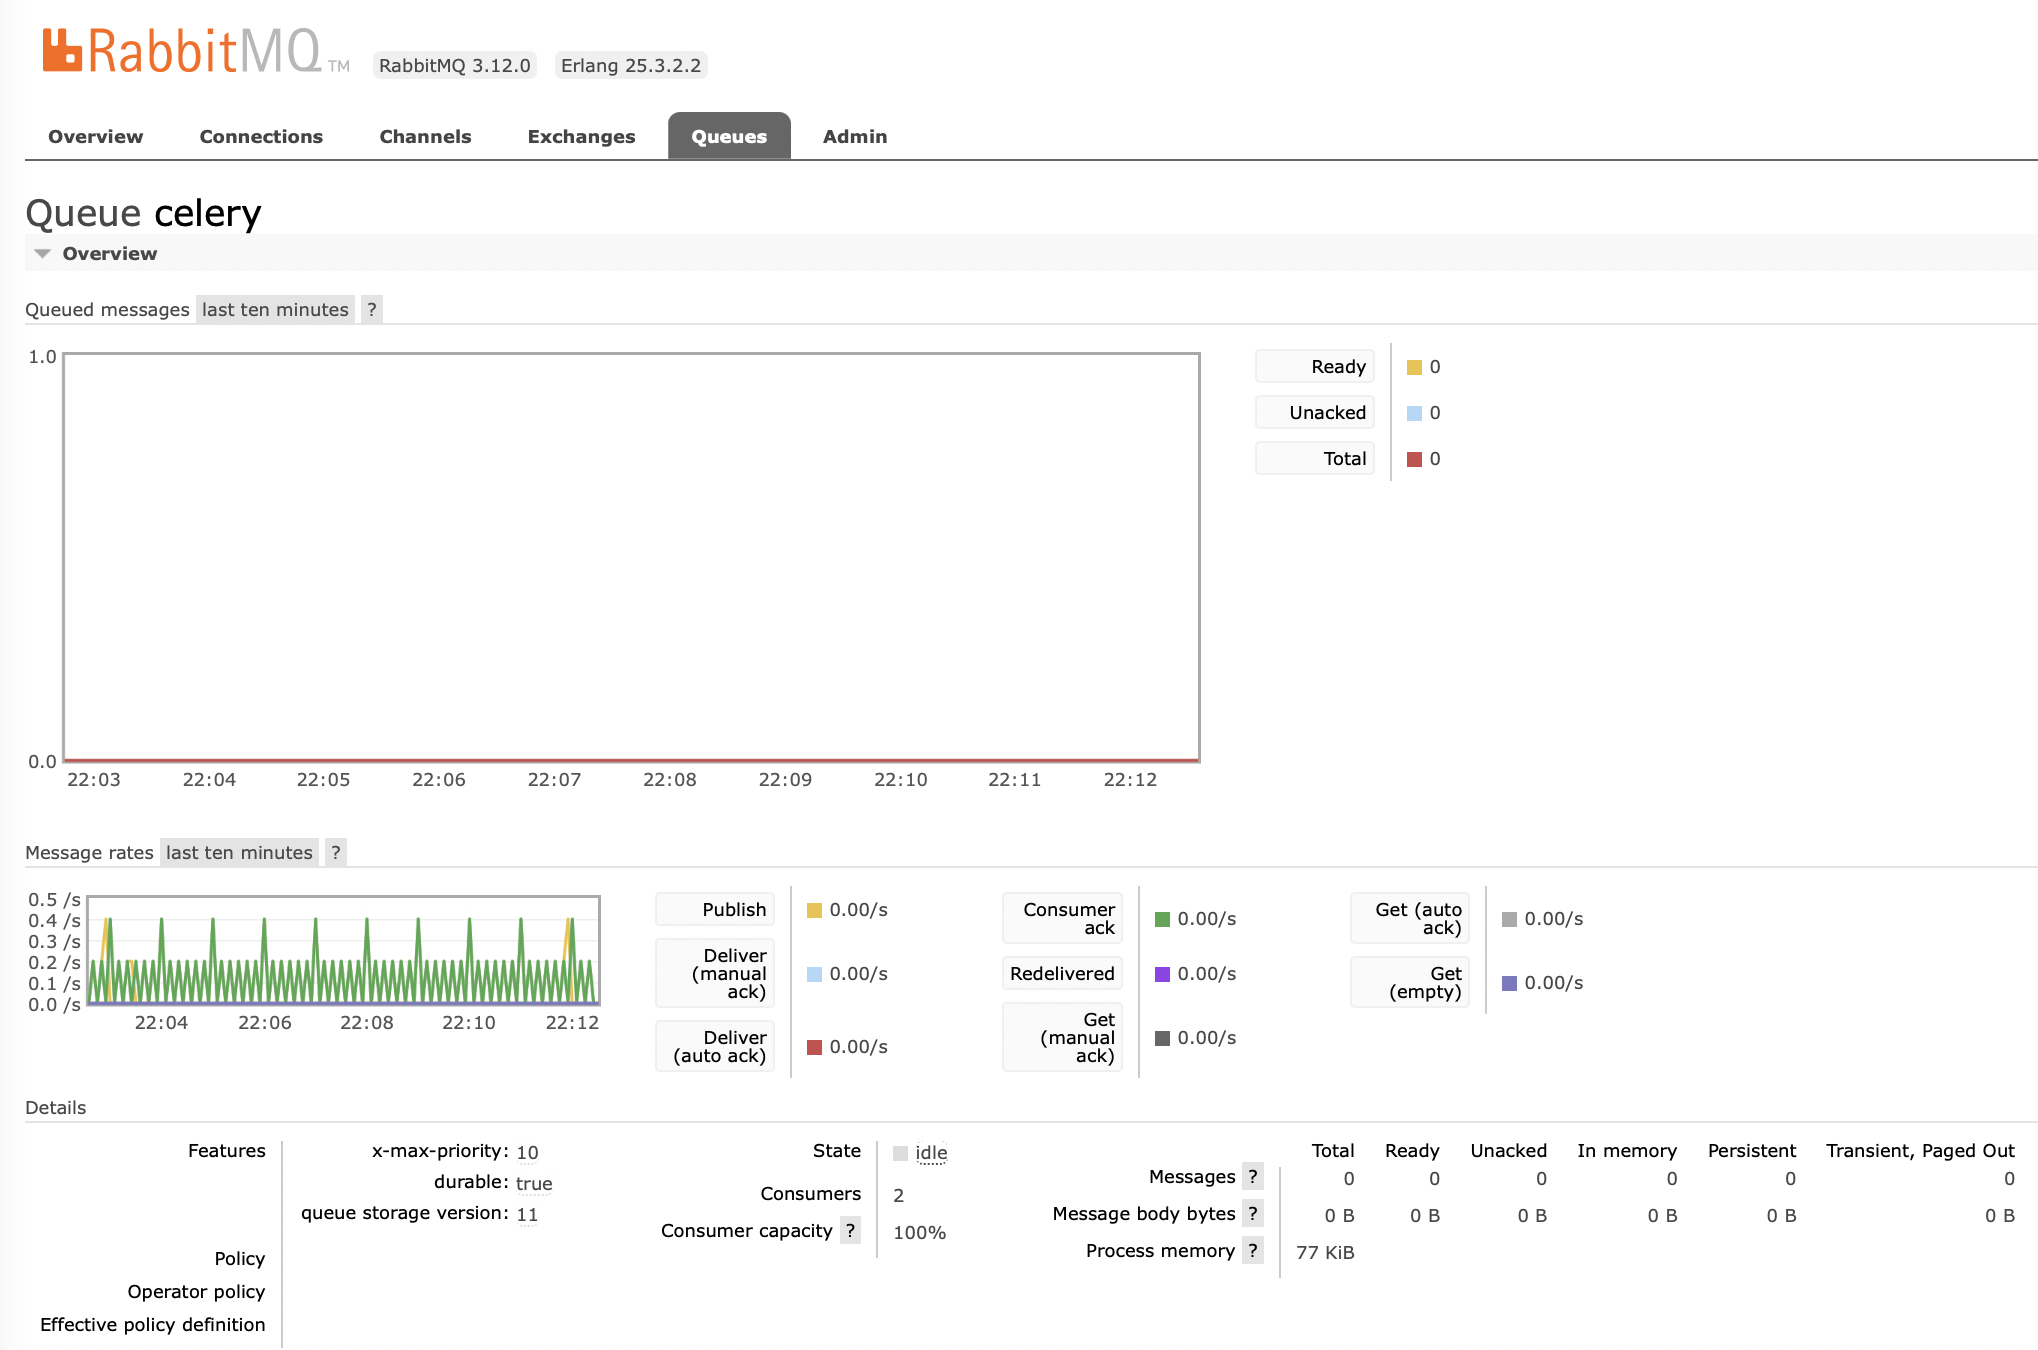 RabbitMQ TM RabbitMQ 3.12.0 Erlang 25.3.2.2
Overview Connections Channels Exchanges Queues Admin
Queue celery
Overview
Queued messages last ten minutes ?
1.0
0.0
22:03 22:04 22:05 22:06 22:07 22:08 22:09 22:10 22:11 22:12
Ready 0
Unacked 0
Total 0
Message rates last ten minutes ?
0.5 /s
0.4 /s
0.3 /s
0.2 /s
0.1 /s
0.0 /s
22:04 22:06 22:08 22:10 22:12
Publish 0.00/s
Deliver
(manual 0.00/s
ack)
Deliver
(auto ack) 0.00/s
Consumer
ack 0.00/s
Redelivered 0.00/s
Get
(manual 0.00/s
ack)
Get (auto
ack) 0.00/s
Get
(empty) 0.00/s
Details
Features
x-max-priority: 10
durable: true
queue storage version: 11
Policy
Operator policy
Effective policy definition
State idle
Consumers 2
Consumer capacity ? 100%
Total Ready Unacked In memory Persistent Transient, Paged Out
Messages ? 0 0 0 0 0 0
Message body bytes ? 0 B 0 B 0 B 0 B 0 B 0 B
Process memory ? 77 KiB